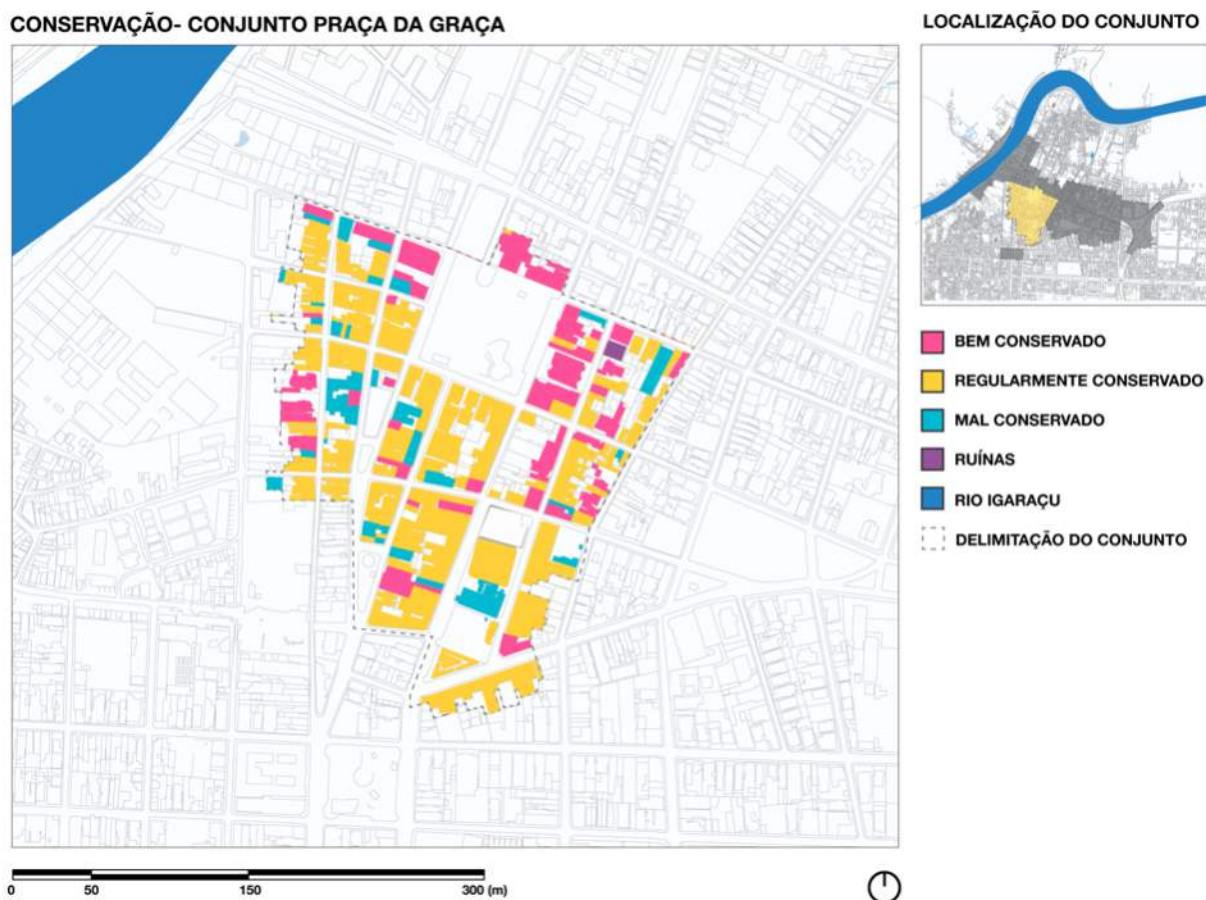 CONSERVAÇÃO- CONJUNTO PRAÇA DA GRAÇA
LOCALIZAÇÃO DO CONJUNTO
BEM CONSERVADO
REGULARMENTE CONSERVADO
MAL CONSERVADO
RUÍNAS
RIO IGARAÇU
DELIMITAÇÃO DO CONJUNTO
0 50 150 300 (m)